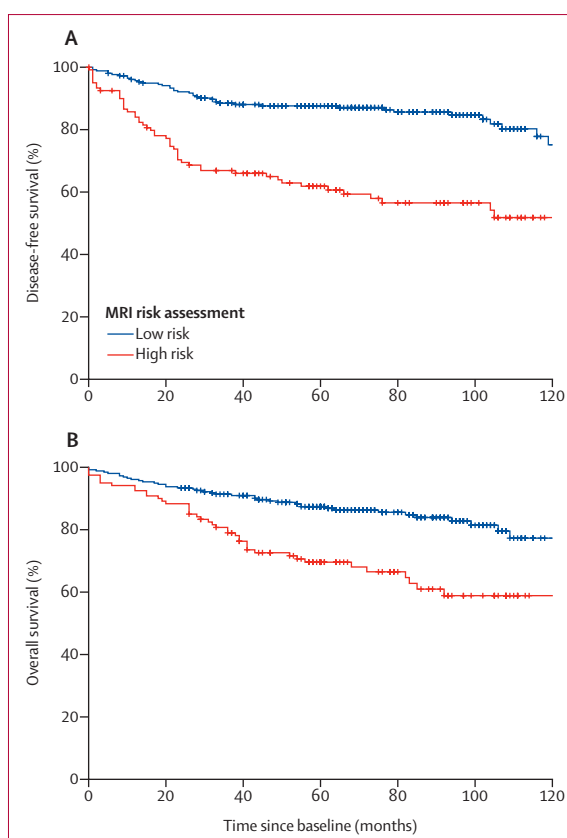 A
100
80
60
40
20
0
Disease-free survival (%)
MRI risk assessment
Low risk
High risk
0 20 40 60 80 100 120
B
100
80
60
40
20
0
Overall survival (%)
0 20 40 60 80 100 120
Time since baseline (months)